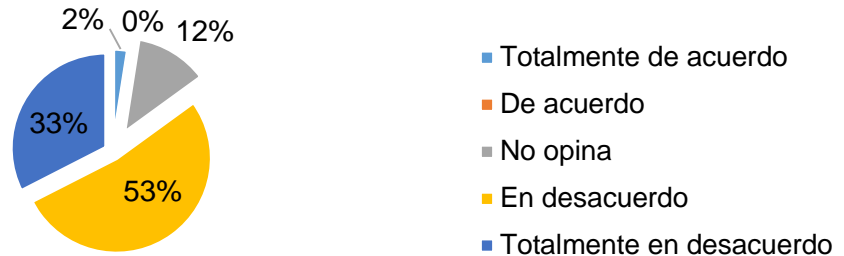 2% 0% 12%
33%
53%
Totalmente de acuerdo
De acuerdo
No opina
En desacuerdo
Totalmente en desacuerdo